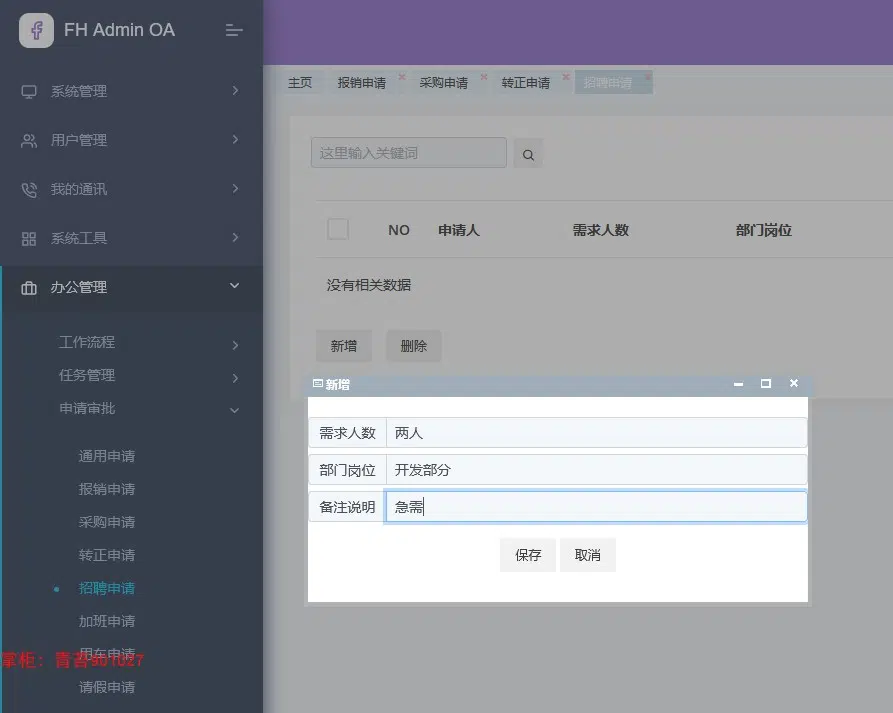 FH Admin OA
系统管理
用户管理
我的通讯
系统工具
办公管理
工作流程
任务管理
申请审批
通用申请
报销申请
采购申请
转正申请
招聘申请
加班申请
用车申请
掌柜：青苔901027
请假申请
主页 报销申请 采购申请 转正申请 招聘申请
这里输入关键词
NO 申请人 需求人数 部门岗位
没有相关数据
新增 删除
新增
需求人数 两人
部门岗位 开发部分
备注说明 急需
保存 取消